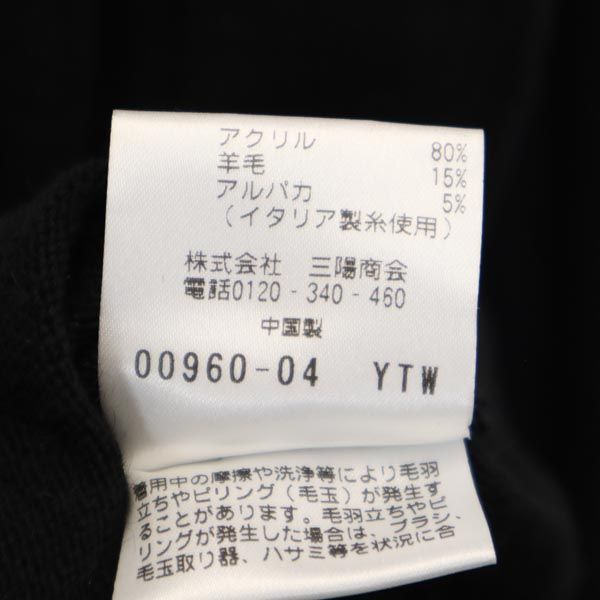 アクリル 80%
羊毛 15%
アルパカ 5%
(イタリア製糸使用)
株式会社 三陽商会
電話0120-340-460
中国製
00960-04 YTW
着用中の摩擦や洗浄等により毛羽
立ちやピリング(毛玉)が発生す
ることがあります。毛羽立ちやピ
リングが発生した場合は、ブラシ、
毛玉取り器、ハサミ等を状況に合